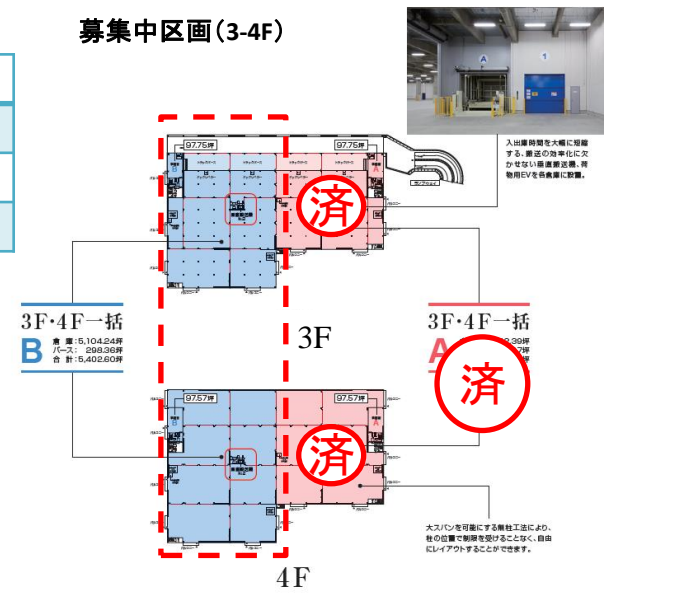 募集中区画(3-4F)
A
1
入出庫時間を大幅に短縮
する、搬送の効率化に欠
かせない垂直搬送機、荷
物用EVを各倉庫に設置。
97.75坪
97.75坪
B
A
済
3F・4F一括
B
倉 庫:5,104.24坪
バース: 298.36坪
合 計:5,402.60坪
3F
3F・4F一括
A
済
97.57坪
97.57坪
B
A
済
大スパンを可能にする無柱工法により、
柱の位置で制限を受けることなく、自由
にレイアウトすることができます。
4F